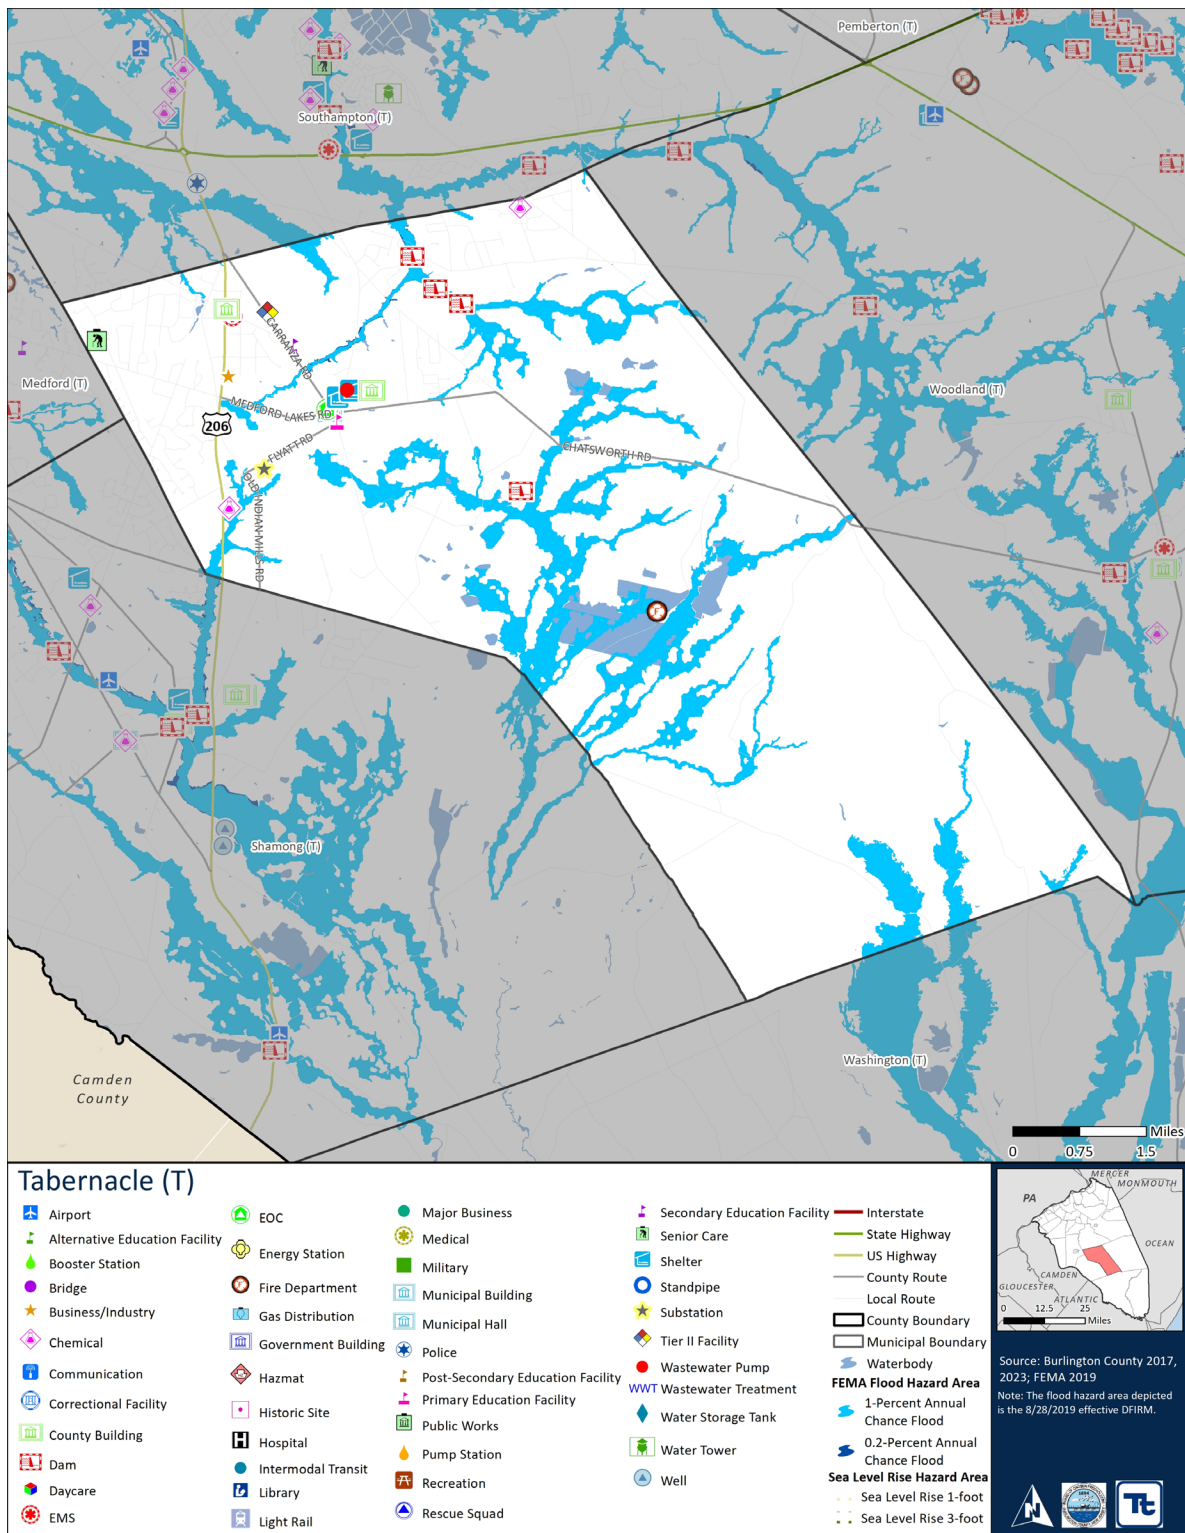 Pemberton (T)
Southampton (T)
Medford (T)
Woodland (T)
CARRANZA RD
MEDFORD LAKES RD
206
FLYATT RD
OLD INDIAN MILLS RD
CHATSWORTH RD
F
Shamong (T)
Washington (T)
Camden
County
Miles
0 0.75 1.5
Tabernacle (T)
Airport
Alternative Education Facility
Booster Station
Bridge
Business/Industry
Chemical
Communication
Correctional Facility
County Building
Dam
Daycare
EMS
EOC
Energy Station
Fire Department
Gas Distribution
Government Building
Hazmat
Historic Site
Hospital
Intermodal Transit
Library
Light Rail
Major Business
Medical
Military
Municipal Building
Municipal Hall
Police
Post-Secondary Education Facility
Primary Education Facility
Public Works
Pump Station
Recreation
Rescue Squad
Secondary Education Facility
Senior Care
Shelter
Standpipe
Substation
Tier II Facility
Wastewater Pump
WWT Wastewater Treatment
Water Storage Tank
Water Tower
Well
Interstate
State Highway
US Highway
County Route
Local Route
County Boundary
Municipal Boundary
Waterbody
FEMA Flood Hazard Area
1-Percent Annual
Chance Flood
0.2-Percent Annual
Chance Flood
Sea Level Rise Hazard Area
Sea Level Rise 1-foot
Sea Level Rise 3-foot
MERCER
MONMOUTH
PA
OCEAN
CAMDEN
GLOUCESTER
ATLANTIC
0 12.5 25
Miles
Source: Burlington County 2017,
2023; FEMA 2019
Note: The flood hazard area depicted
is the 8/28/2019 effective DFIRM.
N
Tt